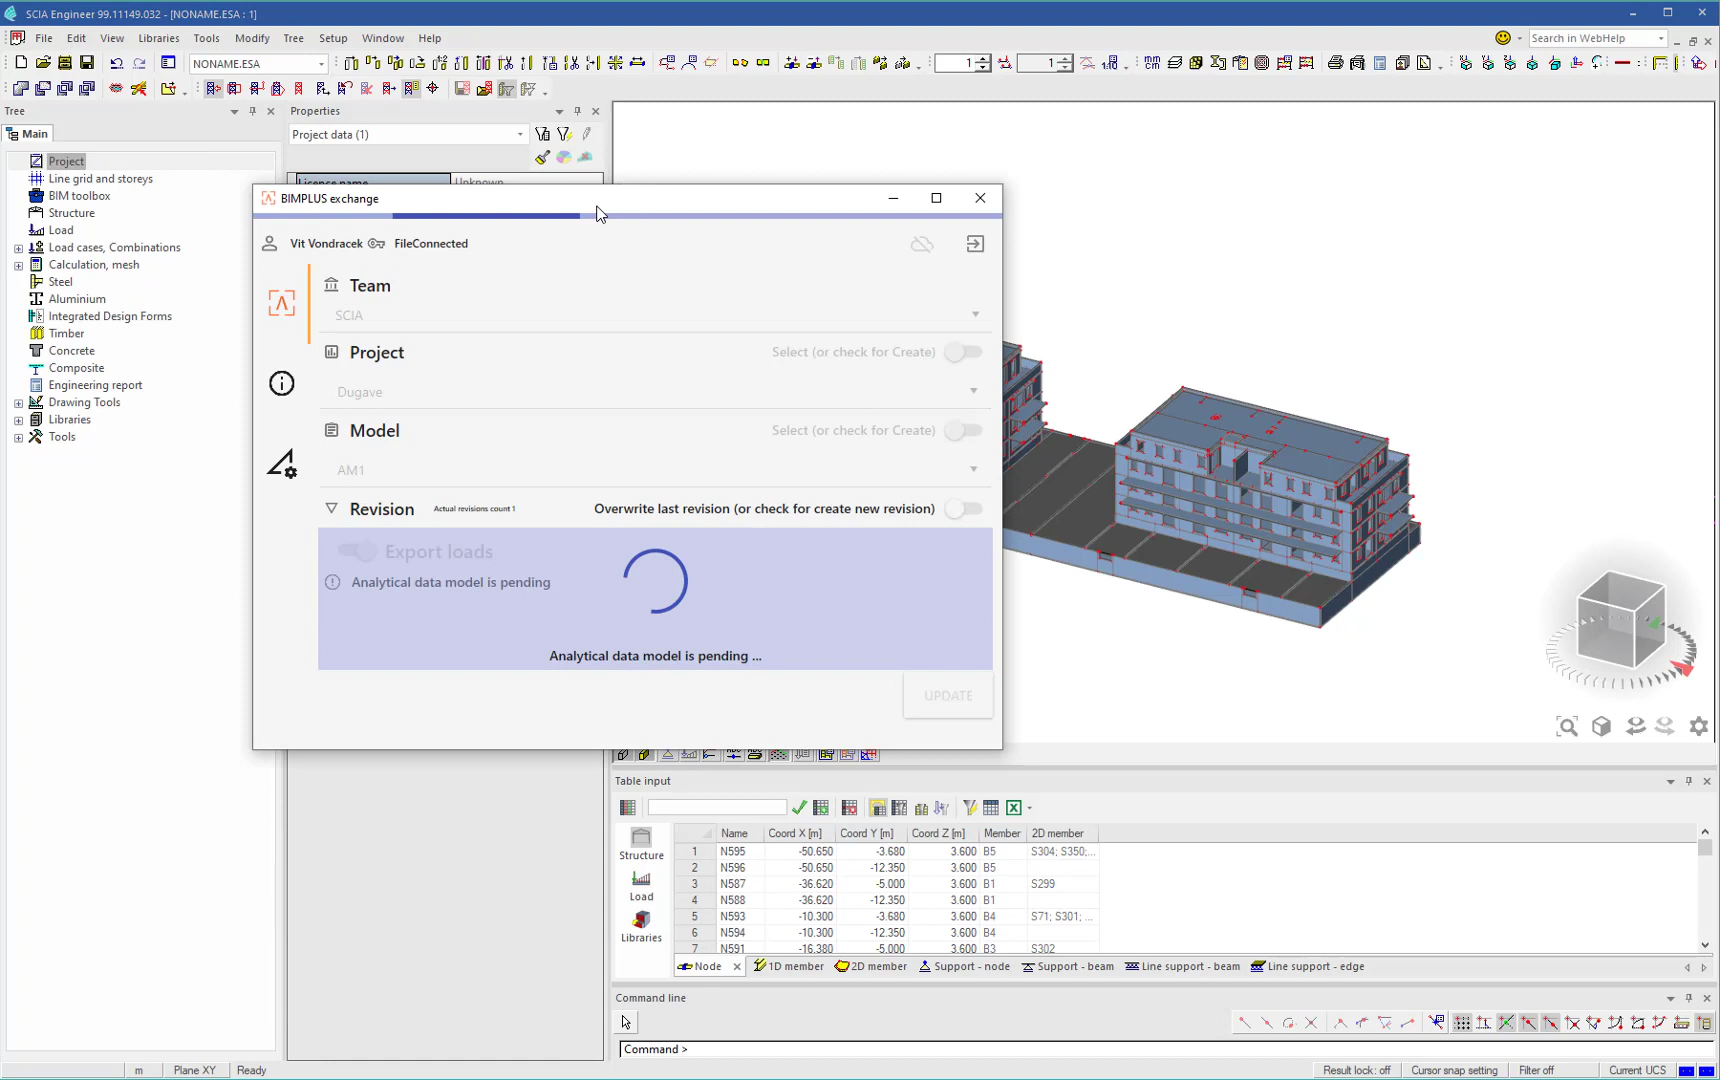 SCIA Engineer 99.11149.032 - [NONAME.ESA : 1]
File Edit View Libraries Tools Modify Tree Setup Window Help
Search in WebHelp
NONAME.ESA
1
1
Tree
Main
Project
Line grid and storeys
BIM toolbox
Structure
Load
Load cases, Combinations
Calculation, mesh
Steel
Aluminium
Integrated Design Forms
Timber
Concrete
Composite
Engineering report
Drawing Tools
Libraries
Tools
Properties
Project data (1)
Licence name Unknown
BIMPLUS exchange
Vit Vondracek FileConnected
Team
SCIA
Project Select (or check for Create)
Dugave
Model Select (or check for Create)
AM1
Revision Actual revisions count 1 Overwrite last revision (or check for create new revision)
Export loads
Analytical data model is pending
Analytical data model is pending ...
UPDATE
Table input
Structure
Load
Libraries
Name Coord X [m] Coord Y [m] Coord Z [m] Member 2D member
1 N595 -50.650 -3.680 3.600 B5 S304; S350;...
2 N596 -50.650 -12.350 3.600 B5
3 N587 -36.620 -5.000 3.600 B1 S299
4 N588 -36.620 -12.350 3.600 B1
5 N593 -10.300 -3.680 3.600 B4 S71; S301; ...
6 N594 -10.300 -12.350 3.600 B4
7 N591 -16.380 -5.000 3.600 B3 S302
Node 1D member 2D member Support - node Support - beam Line support - beam Line support - edge
Command line
Command >
m Plane XY Ready
Result lock: off Cursor snap setting Filter off Current UCS